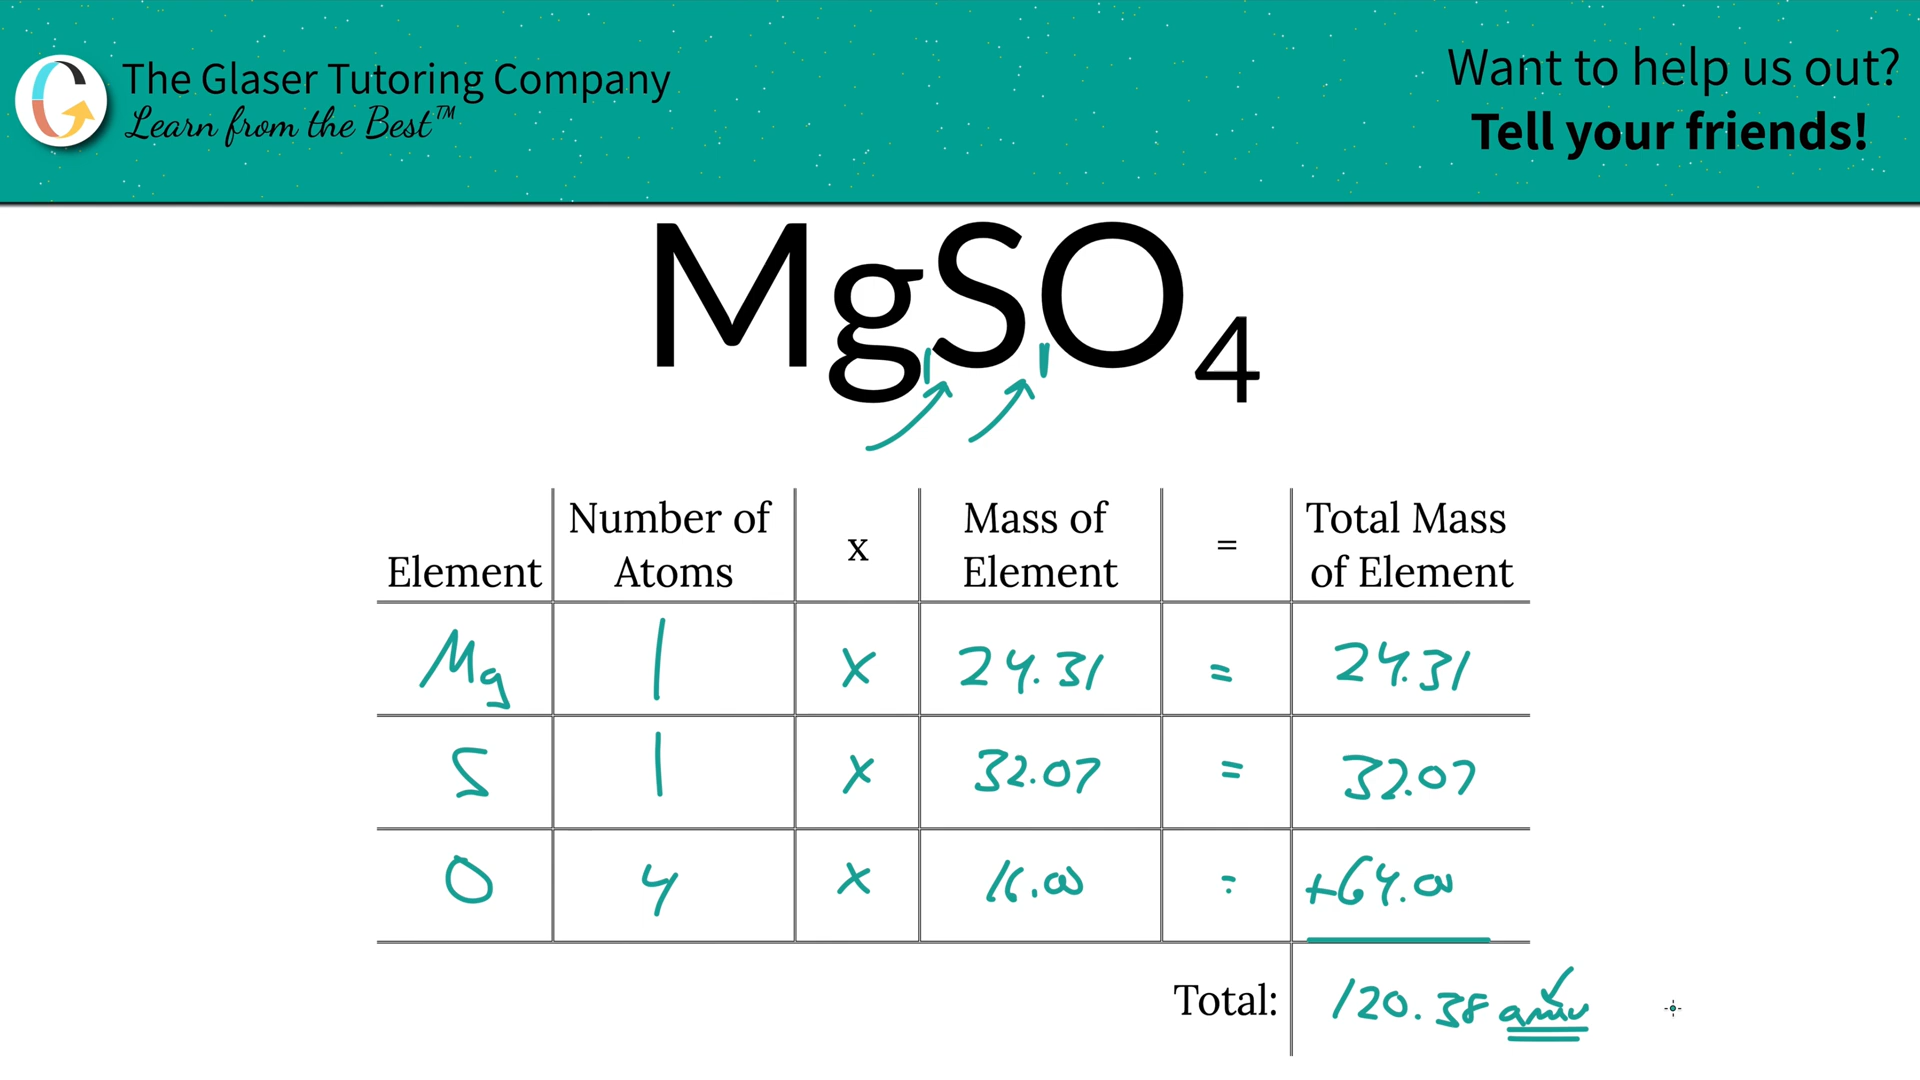 The Glaser Tutoring Company
Learn from the Best™
Want to help us out?
Tell your friends!
MgSO₄
1 1
Element Number of Atoms x Mass of Element = Total Mass of Element
Mg 1 x 24.31 = 24.31
S 1 x 32.07 = 32.07
O 4 x 16.00 = +64.00
Total: 120.38 amu